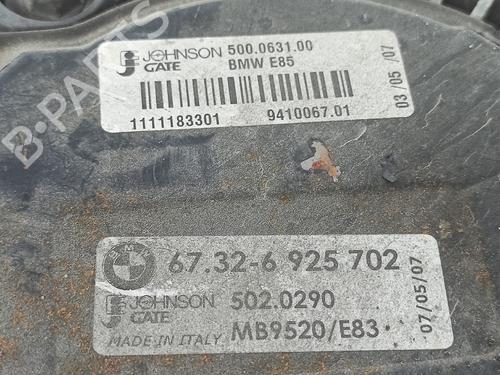 JOHNSON GATE 500.0631.00
BMW E85
1111183301 9410067.01
03/05/07
B-PARTS
BMW
67.32-6 925 702
JOHNSON GATE 502.0290
MADE IN ITALY MB9520/E83
07/05/07